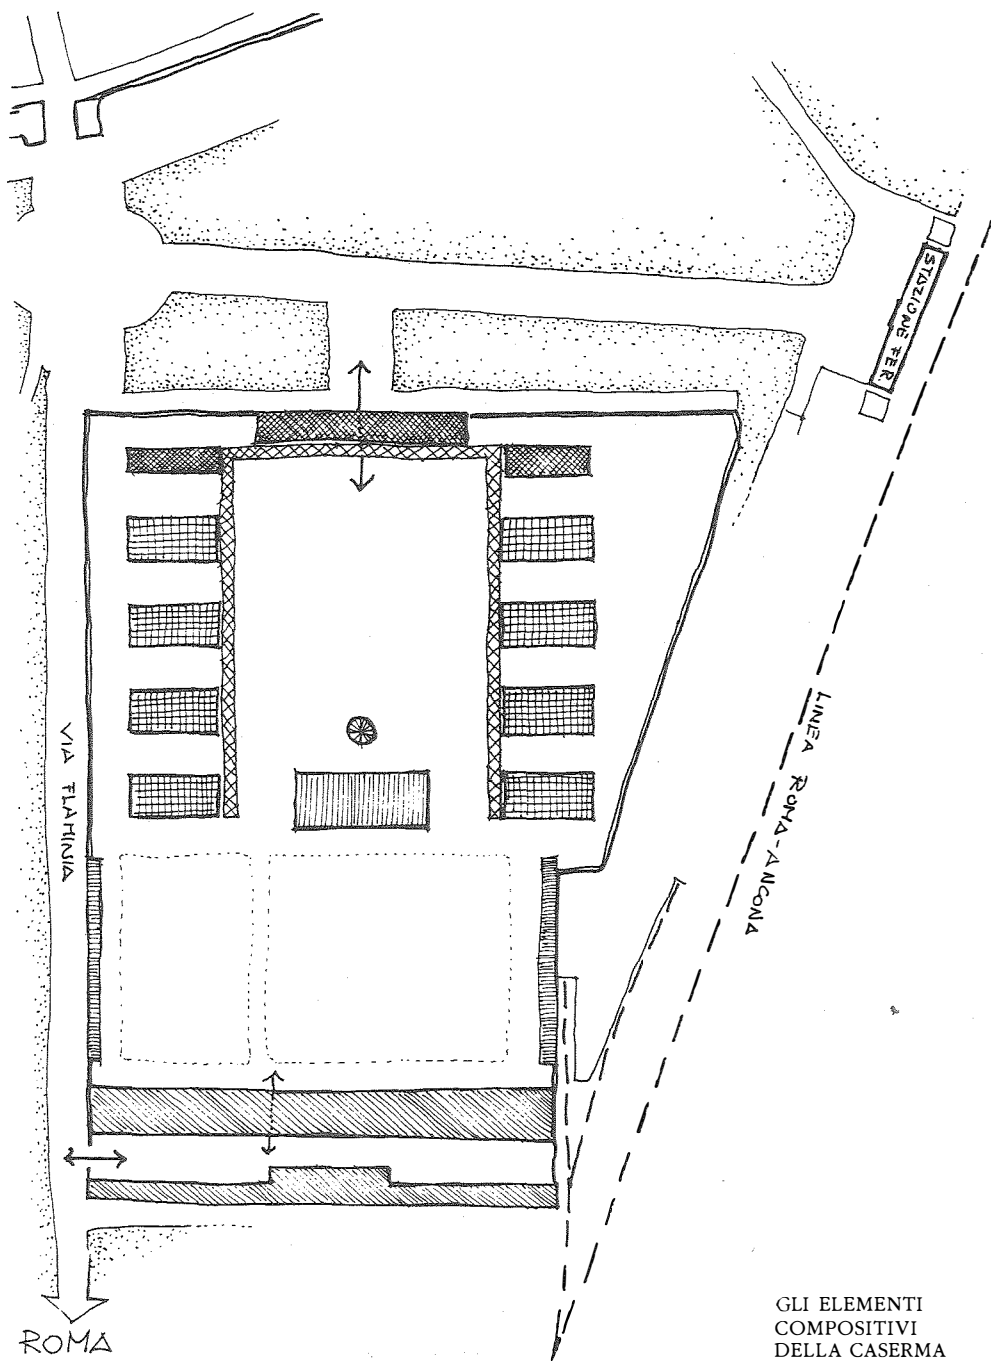 STAZIONE FER
VIA FLAMINIA
LINEA ROMA-ANCONA
ROMA
GLI ELEMENTI
COMPOSITIVI
DELLA CASERMA